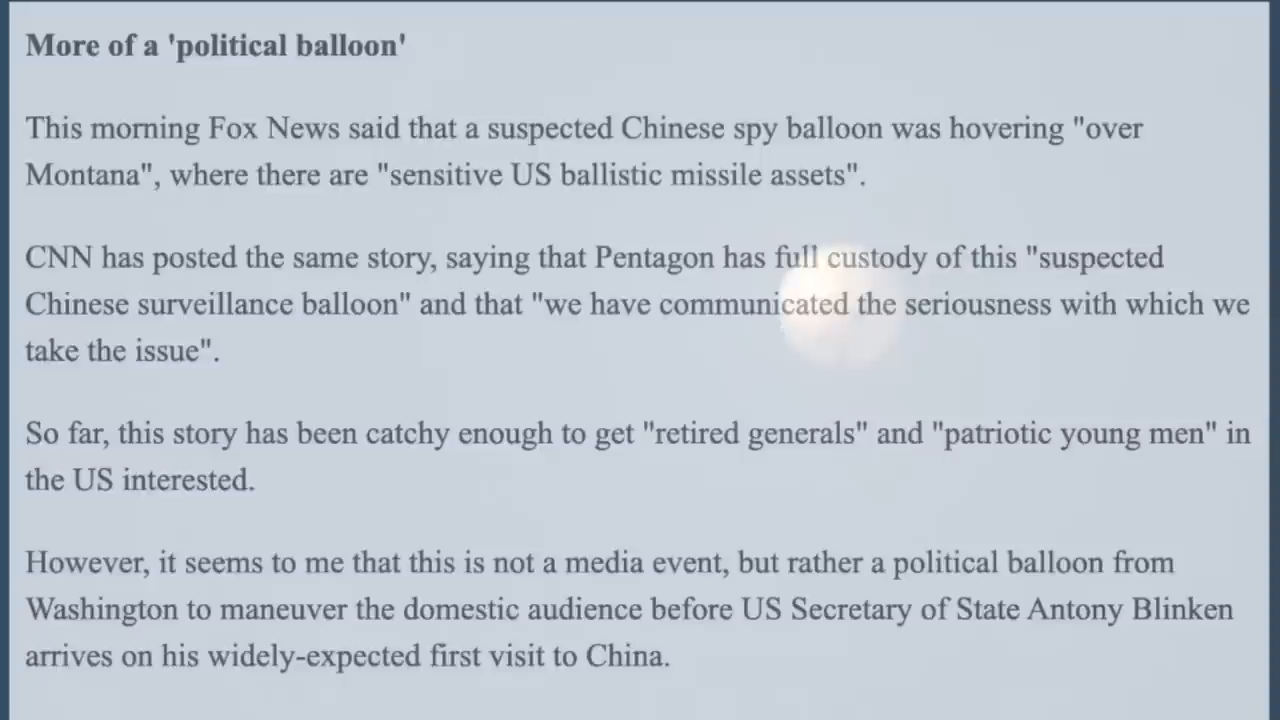 More of a 'political balloon'
This morning Fox News said that a suspected Chinese spy balloon was hovering "over
Montana", where there are "sensitive US ballistic missile assets".
CNN has posted the same story, saying that Pentagon has full custody of this "suspected
Chinese surveillance balloon" and that "we have communicated the seriousness with which we
take the issue".
So far, this story has been catchy enough to get "retired generals" and "patriotic young men" in
the US interested.
However, it seems to me that this is not a media event, but rather a political balloon from
Washington to maneuver the domestic audience before US Secretary of State Antony Blinken
arrives on his widely-expected first visit to China.